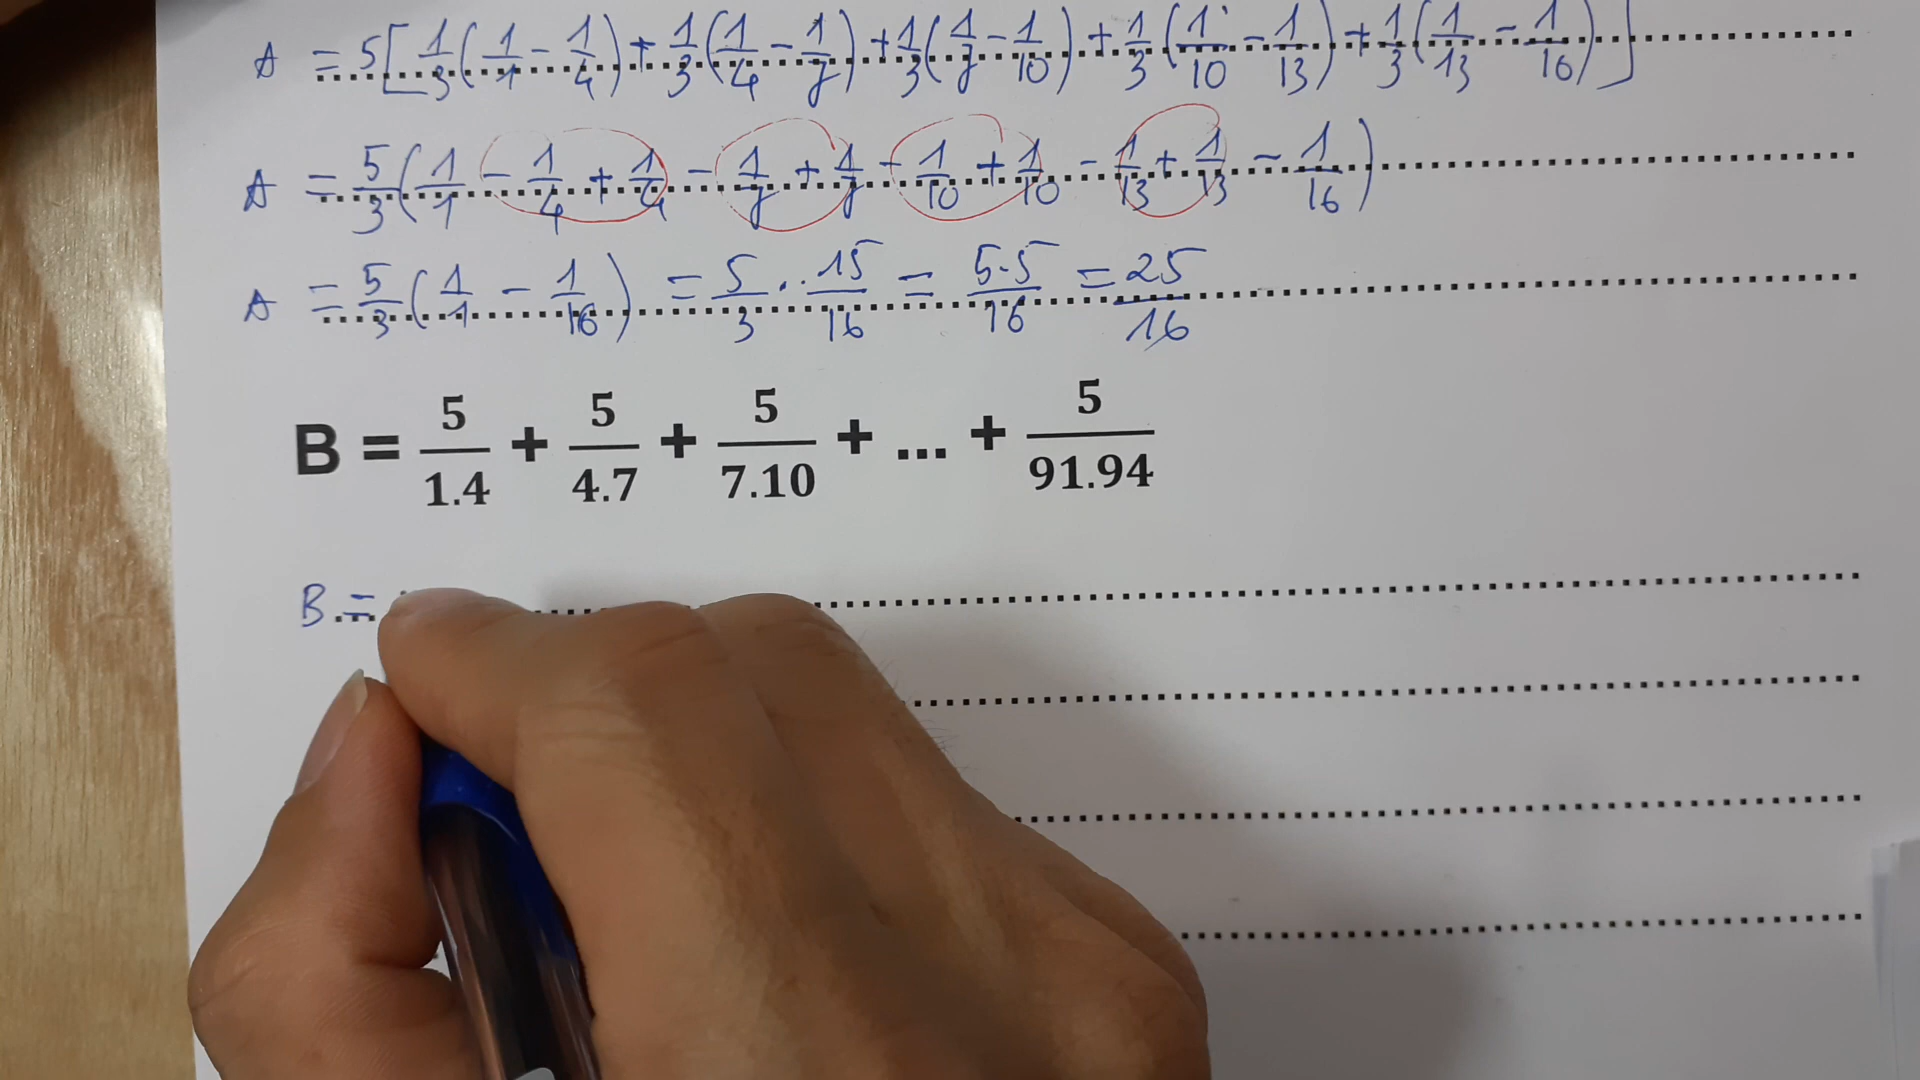 A = 5[1/3(1/1 - 1/4) + 1/3(1/4 - 1/7) + 1/3(1/7 - 1/10) + 1/3(1/10 - 1/13) + 1/3(1/13 - 1/16)]
A = 5/3(1/1 - 1/4 + 1/4 - 1/7 + 1/7 - 1/10 + 1/10 - 1/13 + 1/13 - 1/16)
A = 5/3(1/1 - 1/16) = 5/3 . 15/16 = 5.5/16 = 25/16
B = 5/1.4 + 5/4.7 + 5/7.10 + ... + 5/91.94
B =